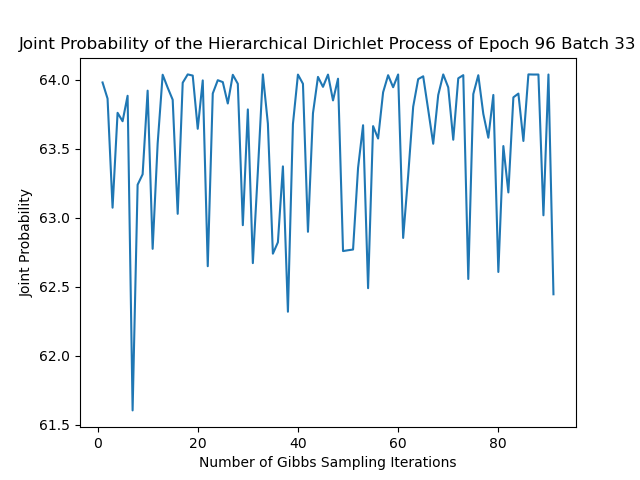 Joint Probability of the Hierarchical Dirichlet Process of Epoch 96 Batch 33
64.0
63.5
63.0
62.5
62.0
61.5
Joint Probability
0 20 40 60 80
Number of Gibbs Sampling Iterations